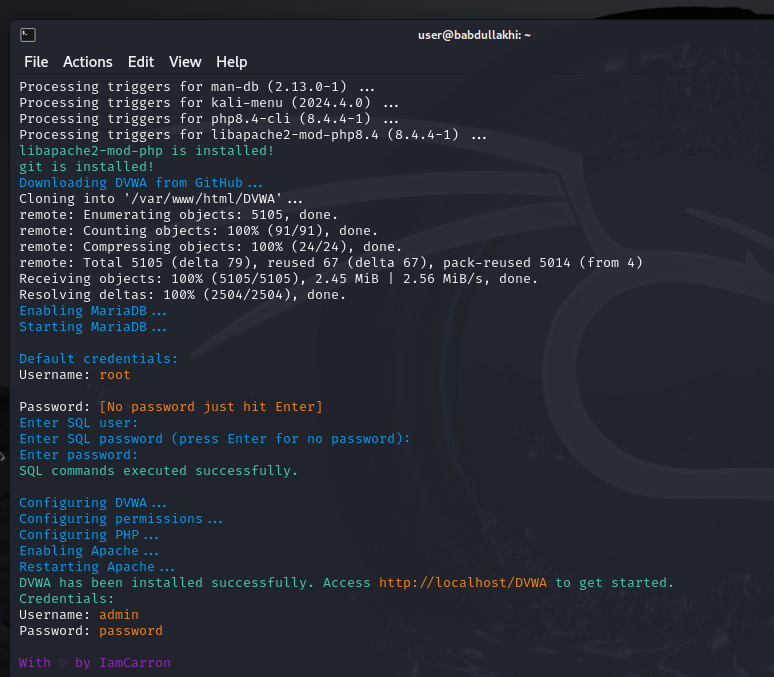 user@babdullakhi: ~
File Actions Edit View Help
Processing triggers for man-db (2.13.0-1) ...
Processing triggers for kali-menu (2024.4.0) ...
Processing triggers for php8.4-cli (8.4.4-1) ...
Processing triggers for libapache2-mod-php8.4 (8.4.4-1) ...
libapache2-mod-php is installed!
git is installed!
Downloading DVWA from GitHub...
Cloning into '/var/www/html/DVWA'...
remote: Enumerating objects: 5105, done.
remote: Counting objects: 100% (91/91), done.
remote: Compressing objects: 100% (24/24), done.
remote: Total 5105 (delta 79), reused 67 (delta 67), pack-reused 5014 (from 4)
Receiving objects: 100% (5105/5105), 2.45 MiB | 2.56 MiB/s, done.
Resolving deltas: 100% (2504/2504), done.
Enabling MariaDB...
Starting MariaDB...
Default credentials:
Username: root
Password: [No password just hit Enter]
Enter SQL user:
Enter SQL password (press Enter for no password):
Enter password:
SQL commands executed successfully.
Configuring DVWA...
Configuring permissions...
Configuring PHP...
Enabling Apache...
Restarting Apache...
DVWA has been installed successfully. Access http://localhost/DVWA to get started.
Credentials:
Username: admin
Password: password
With ♡ by IamCarron